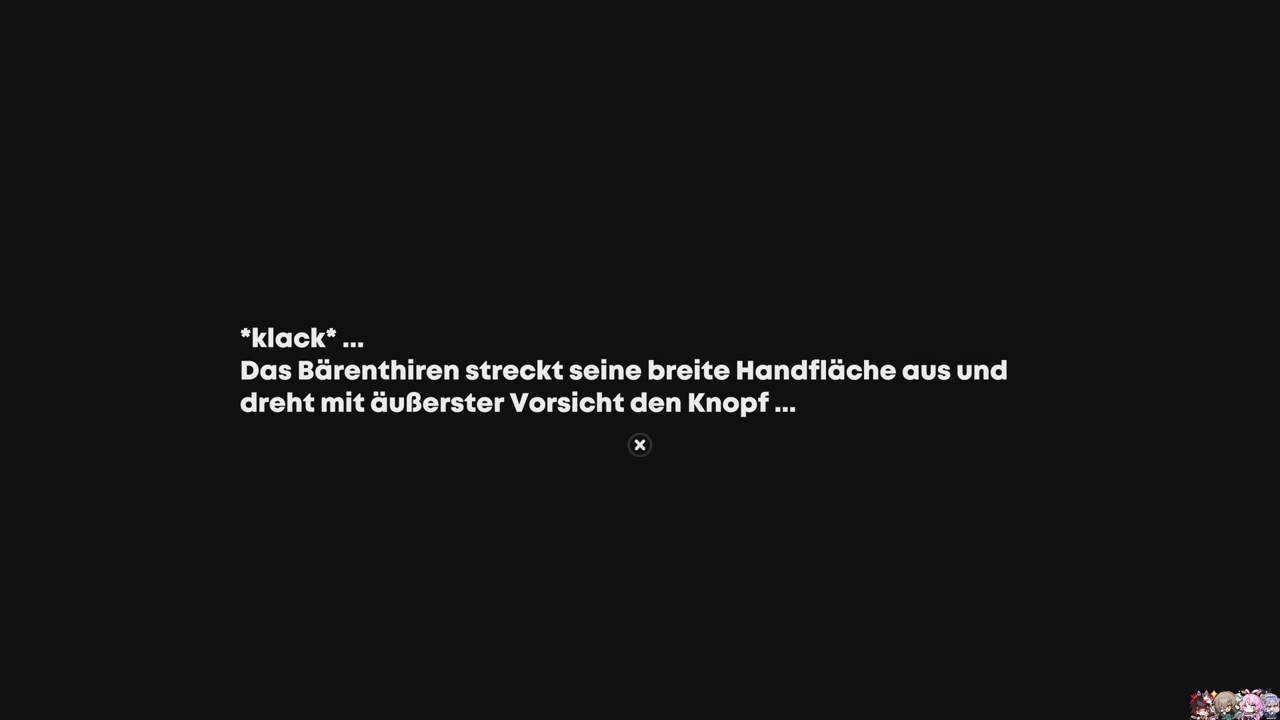 *klack* ...
Das Bärenthiren streckt seine breite Handfläche aus und
dreht mit äußerster Vorsicht den Knopf ...